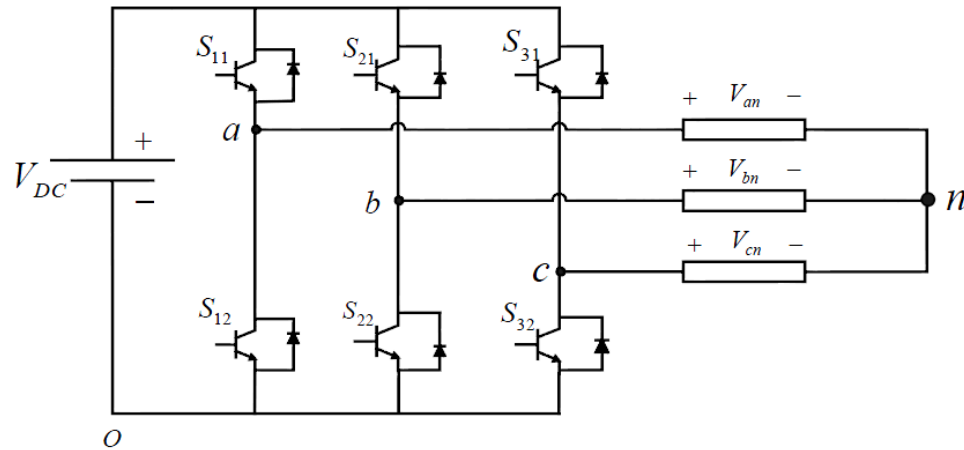 S11
S21
S31
+ Van −
a
+
VDC
−
+ Vbn −
b
n
+ Vcn −
c
S12
S22
S32
o